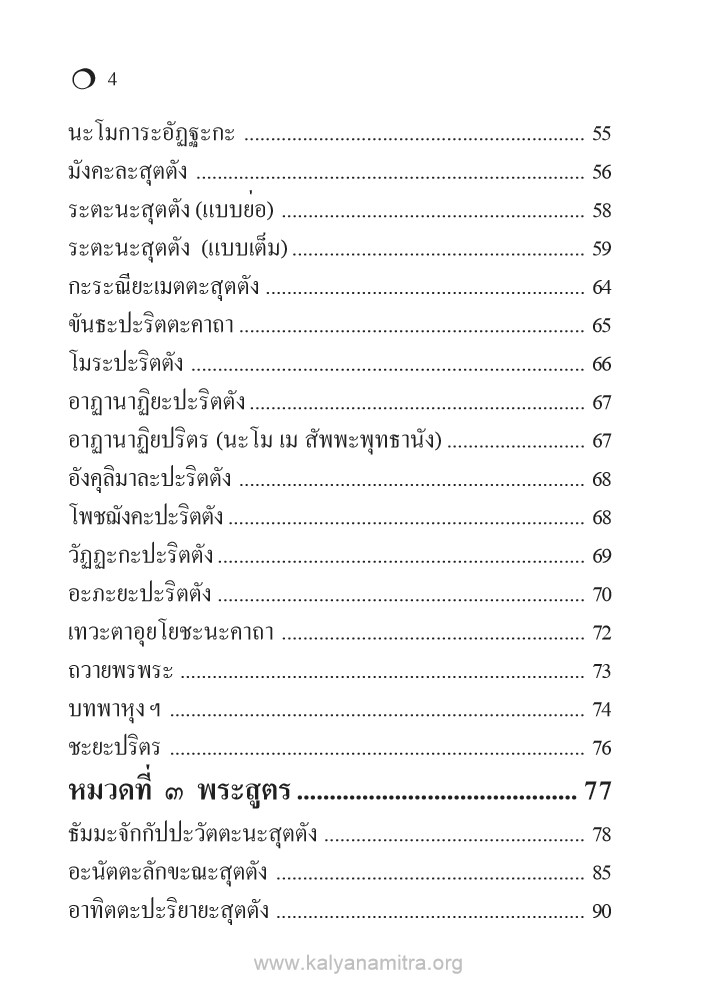 4
นะโมการะอัฏฐะกะ ................................................................ 55
มังคะละสุตตัง ......................................................................... 56
ระตะนะสุตตัง (แบบย่อ) ......................................................... 58
ระตะนะสุตตัง (แบบเต็ม) ....................................................... 59
กะระณียะเมตตะสุตตัง ............................................................ 64
ขันธะปะริตตะคาถา ................................................................. 65
โมระปะริตตัง .......................................................................... 66
อาฏานาฏิยะปะริตตัง ............................................................... 67
อาฏานาฏิยปริตร (นะโม เม สัพพะพุทธานัง) .......................... 67
อังคุลิมาละปะริตตัง ................................................................. 68
โพชฌังคะปะริตตัง ................................................................... 68
วัฏฏะกะปะริตตัง ..................................................................... 69
อะภะยะปะริตตัง ..................................................................... 70
เทวะตาอุยโยชะนะคาถา ......................................................... 72
ถวายพรพระ ............................................................................ 73
บทพาหุง ฯ .............................................................................. 74
ชะยะปริตร .............................................................................. 76
หมวดที่ ๓ พระสูตร ........................................... 77
ธัมมะจักกัปปะวัตตะนะสุตตัง ................................................. 78
อะนัตตะลักขะณะสุตตัง .......................................................... 85
อาทิตตะปะริยายะสุตตัง .......................................................... 90
www.kalyanamitra.org